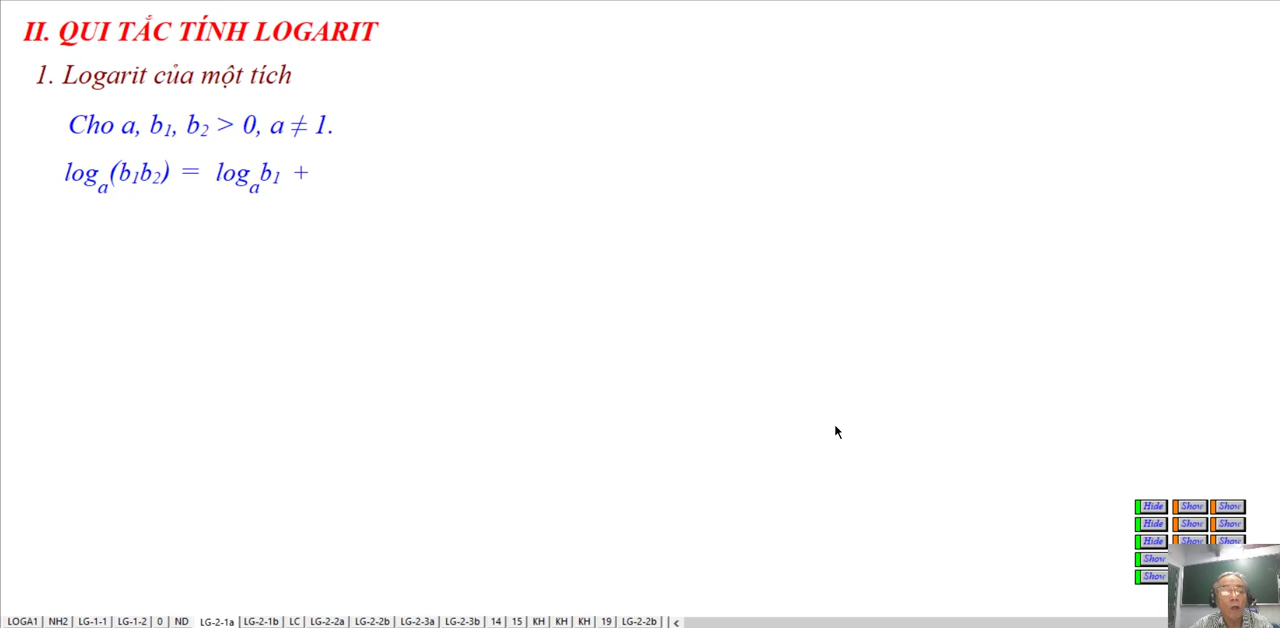 II. QUI TẮC TÍNH LOGARIT
1. Logarit của một tích
Cho a, b₁, b₂ > 0, a ≠ 1.
logₐ(b₁b₂) = logₐb₁ +
Hide Show Show
Hide Show Show
Hide Show Show
Show
Show
LOGA1 NH2 LG-1-1 LG-1-2 0 ND LG-2-1a LG-2-1b LC LG-2-2a LG-2-2b LG-2-3a LG-2-3b 14 15 KH KH KH 19 LG-2-2b